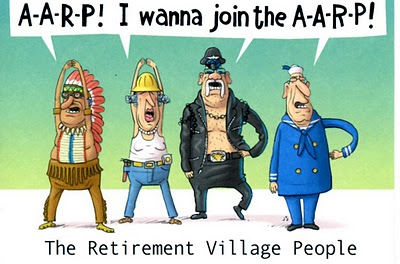 A-A-R-P! I wanna join the A-A-R-P!
The Retirement Village People